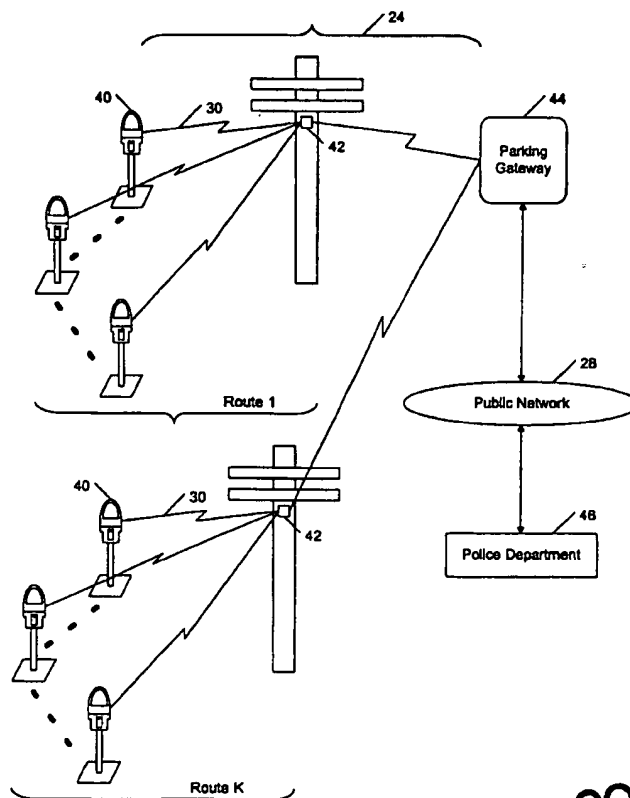 24
40
30
44
Parking
Gateway
42
28
Route 1
Public Network
40
30
42
46
Police Department
Route K